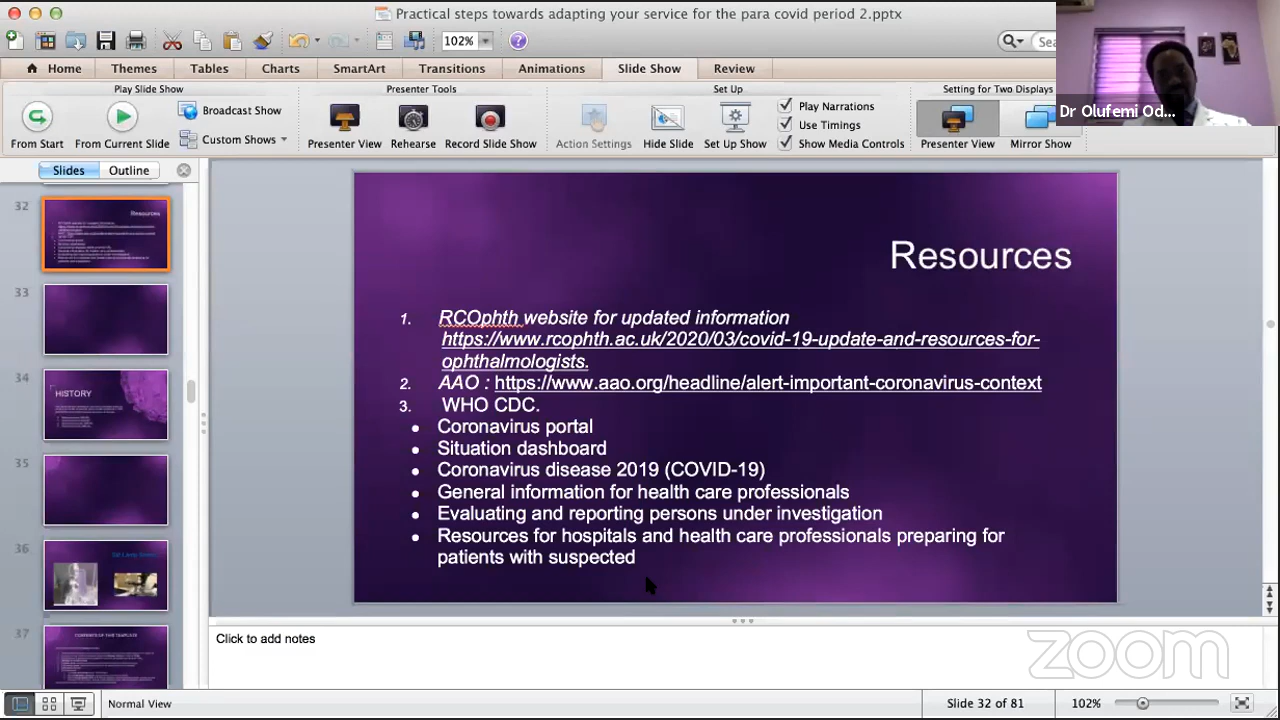 Practical steps towards adapting your service for the para covid period 2.pptx
102%
Home Themes Tables Charts SmartArt Transitions Animations Slide Show Review
Play Slide Show Presenter Tools Set Up Setting for Two Displays
Dr Olufemi Od...
Broadcast Show
Custom Shows
Play Narrations
Use Timings
Show Media Controls
From Start From Current Slide Presenter View Rehearse Record Slide Show Action Settings Hide Slide Set Up Show Presenter View Mirror Show
Slides Outline
32
Resources
33
34
HISTORY
35
36
37
CONTENTS OF THIS TEMPLATE
Resources
1. RCOphth website for updated information
https://www.rcophth.ac.uk/2020/03/covid-19-update-and-resources-for-
ophthalmologists.
2. AAO : https://www.aao.org/headline/alert-important-coronavirus-context
3. WHO CDC:
• Coronavirus portal
• Situation dashboard
• Coronavirus disease 2019 (COVID-19)
• General information for health care professionals
• Evaluating and reporting persons under investigation
• Resources for hospitals and health care professionals preparing for
patients with suspected
Click to add notes
zoom
Normal View Slide 32 of 81 102%